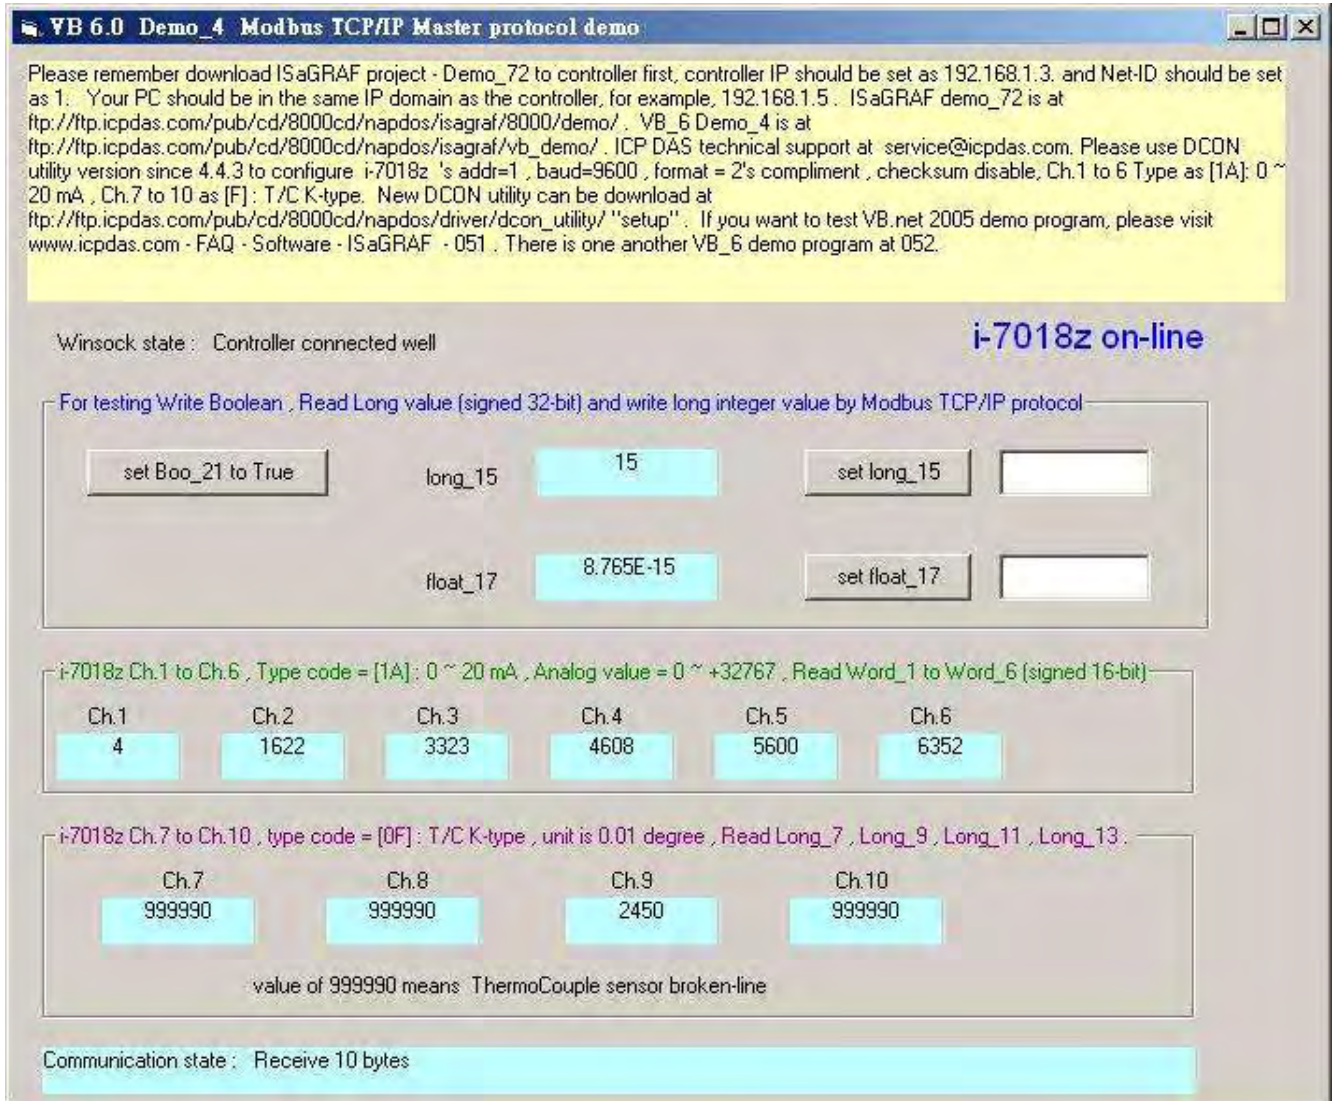 VB 6.0 Demo_4 Modbus TCP/IP Master protocol demo
Please remember download ISaGRAF project - Demo_72 to controller first, controller IP should be set as 192.168.1.3. and Net-ID should be set
as 1. Your PC should be in the same IP domain as the controller, for example, 192.168.1.5 . ISaGRAF demo_72 is at
ftp://ftp.icpdas.com/pub/cd/8000cd/napdos/isagraf/8000/demo/ . VB_6 Demo_4 is at
ftp://ftp.icpdas.com/pub/cd/8000cd/napdos/isagraf/vb_demo/ . ICP DAS technical support at service@icpdas.com. Please use DCON
utility version since 4.4.3 to configure i-7018z 's addr=1 , baud=9600 , format = 2's compliment , checksum disable, Ch.1 to 6 Type as [1A]: 0 ~
20 mA , Ch.7 to 10 as [F] : T/C K-type. New DCON utility can be download at
ftp://ftp.icpdas.com/pub/cd/8000cd/napdos/driver/dcon_utility/ "setup" . If you want to test VB.net 2005 demo program, please visit
www.icpdas.com - FAQ - Software - ISaGRAF - 051 . There is one another VB_6 demo program at 052.
Winsock state : Controller connected well
i-7018z on-line
For testing Write Boolean , Read Long value (signed 32-bit) and write long integer value by Modbus TCP/IP protocol
set Boo_21 to True long_15 15 set long_15
float_17 8.765E-15 set float_17
i-7018z Ch.1 to Ch.6 , Type code = [1A] : 0 ~ 20 mA , Analog value = 0 ~ +32767 , Read Word_1 to Word_6 (signed 16-bit)
Ch.1 Ch.2 Ch.3 Ch.4 Ch.5 Ch.6
4 1622 3323 4608 5600 6352
i-7018z Ch.7 to Ch.10 , type code = [0F] : T/C K-type , unit is 0.01 degree , Read Long_7 , Long_9 , Long_11 , Long_13 .
Ch.7 Ch.8 Ch.9 Ch.10
999990 999990 2450 999990
value of 999990 means ThermoCouple sensor broken-line
Communication state : Receive 10 bytes